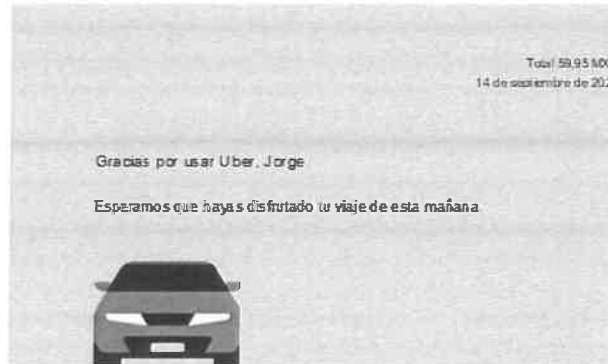 Total 59,95
14 de septiembre de
Gracias por usar Uber, Jorge
Esperamos que hayas disfrutado tu viaje de esta mañana